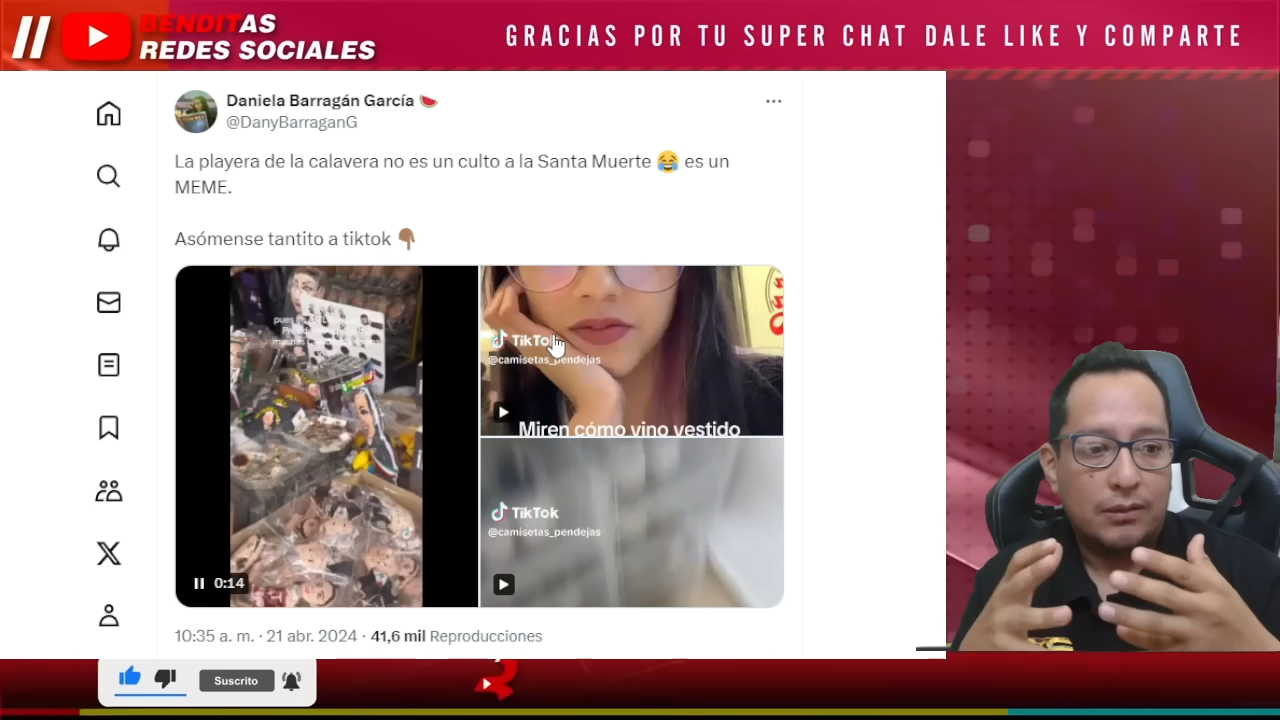 BENDITAS
REDES SOCIALES
GRACIAS POR TU SUPER CHAT DALE LIKE Y COMPARTE
Daniela Barragán García
@DanyBarraganG
La playera de la calavera no es un culto a la Santa Muerte 😂 es un
MEME.
Asómense tantito a tiktok 👇🏾
0:14
TikTok
@camisetas_pendejas
Miren cómo vino vestido
TikTok
@camisetas_pendejas
10:35 a. m. · 21 abr. 2024 · 41,6 mil Reproducciones
Suscrito